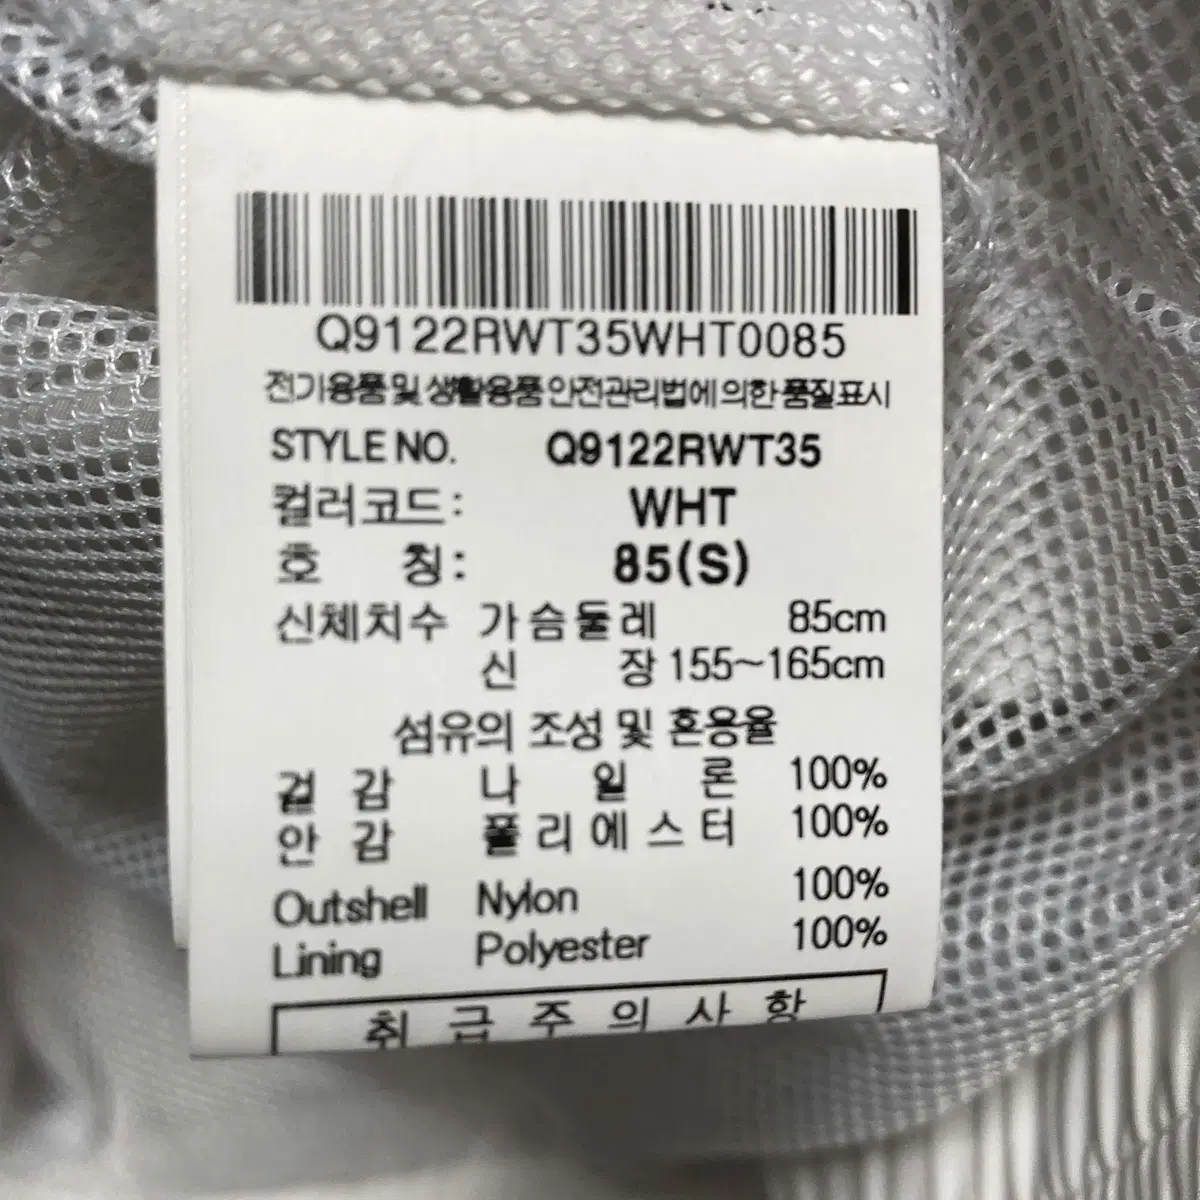 Q9122RWT35WHT0085
전기용품 및 생활용품 안전관리법에 의한 품질표시
STYLE NO. Q9122RWT35
컬러코드: WHT
호 칭: 85(S)
신체치수 가슴둘레 85cm
신 장 155~165cm
섬유의 조성 및 혼용율
겉 감 나 일 론 100%
안 감 폴리에스터 100%
Outshell Nylon 100%
Lining Polyester 100%
취 급 주 의 사 항